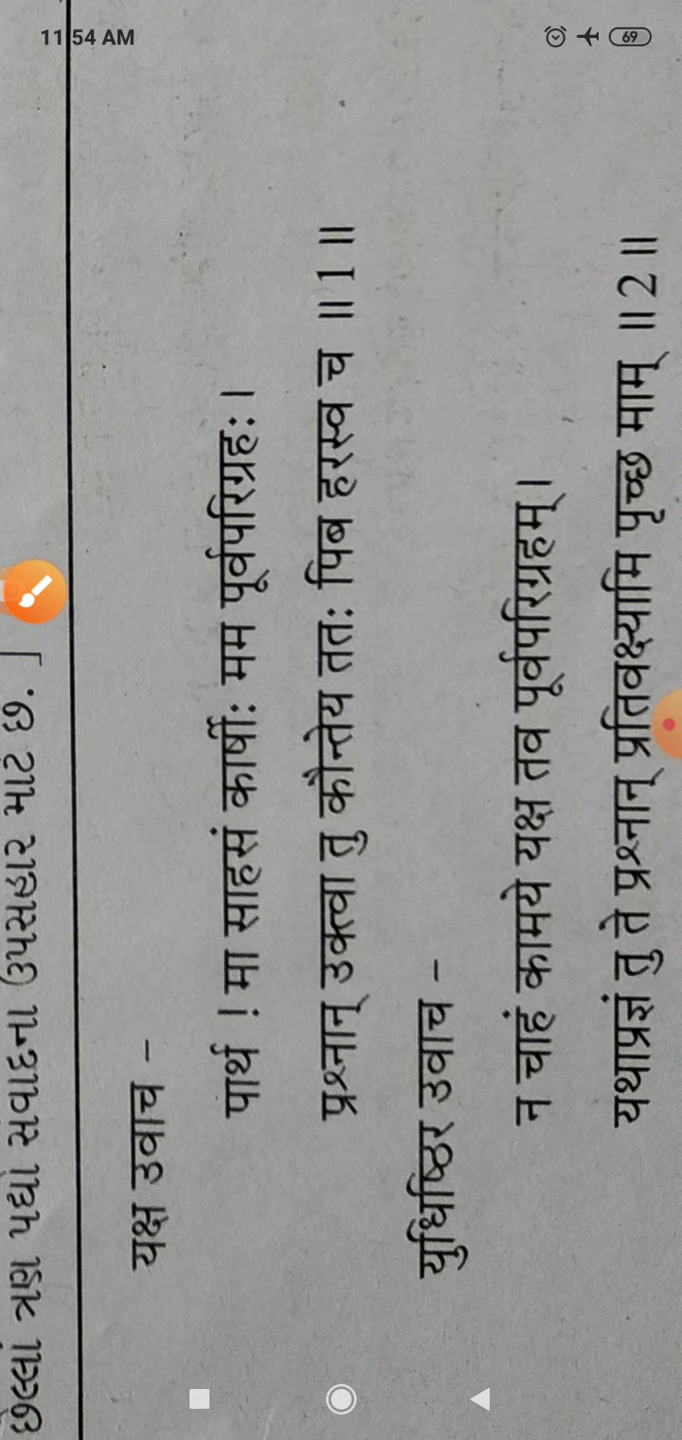 11:54 AM
69
છેલ્લા ત્રણ પદ્યો સંવાદના ઉપસંહાર માટે છે.
यक्ष उवाच –
पार्थ ! मा साहसं कार्षीः मम पूर्वपरिग्रहः ।
प्रश्नान् उक्त्वा तु कौन्तेय ततः पिब हरस्व च ॥ 1 ॥
युधिष्ठिर उवाच –
न चाहं कामये यक्ष तव पूर्वपरिग्रहम् ।
यथाप्रज्ञं तु ते प्रश्नान् प्रतिवक्ष्यामि पृच्छ माम् ॥ 2 ॥